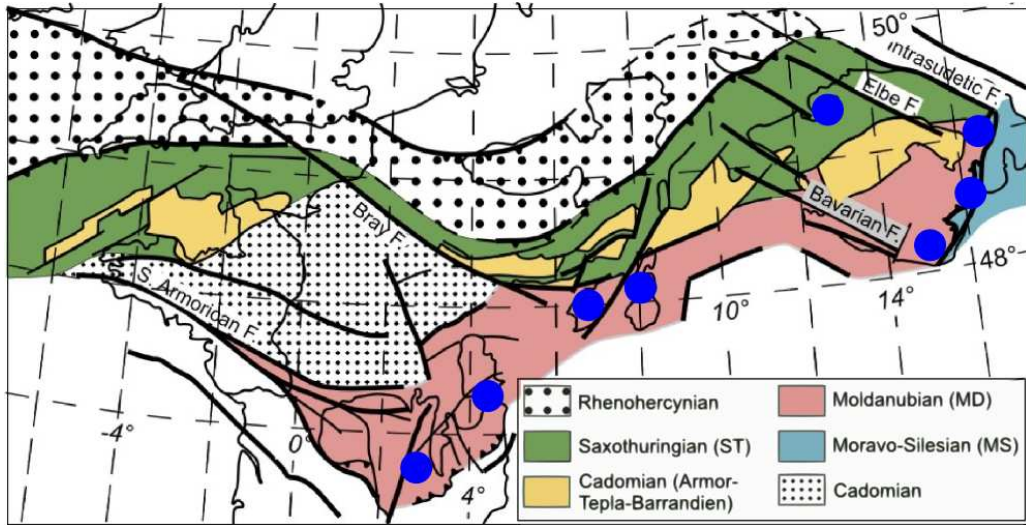 50°
Intrasudetic F
Elbe F
Bray F
Bavarian F
48°
S. Armorican F
10°
14°
-4°
0°
4°
Rhenohercynian
Saxothuringian (ST)
Cadomian (Armor-
Tepla-Barrandien)
Moldanubian (MD)
Moravo-Silesian (MS)
Cadomian